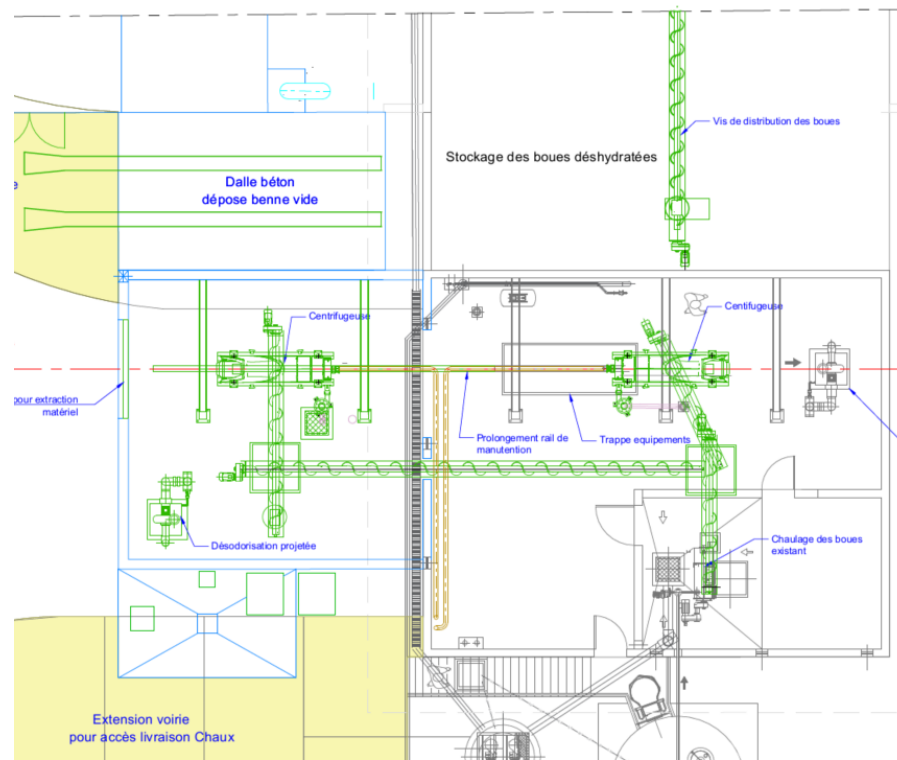 Vis de distribution des boues
Stockage des boues déshydratées
Dalle béton
dépose benne vide
e
Centrifugeuse
Centifugeuse
pour extraction
matériel
Prolongement rail de
manutention
Trappe equipements
Désodorisation projetée
Chaulage des boues
existant
Extension voirie
pour accès livraison Chaux